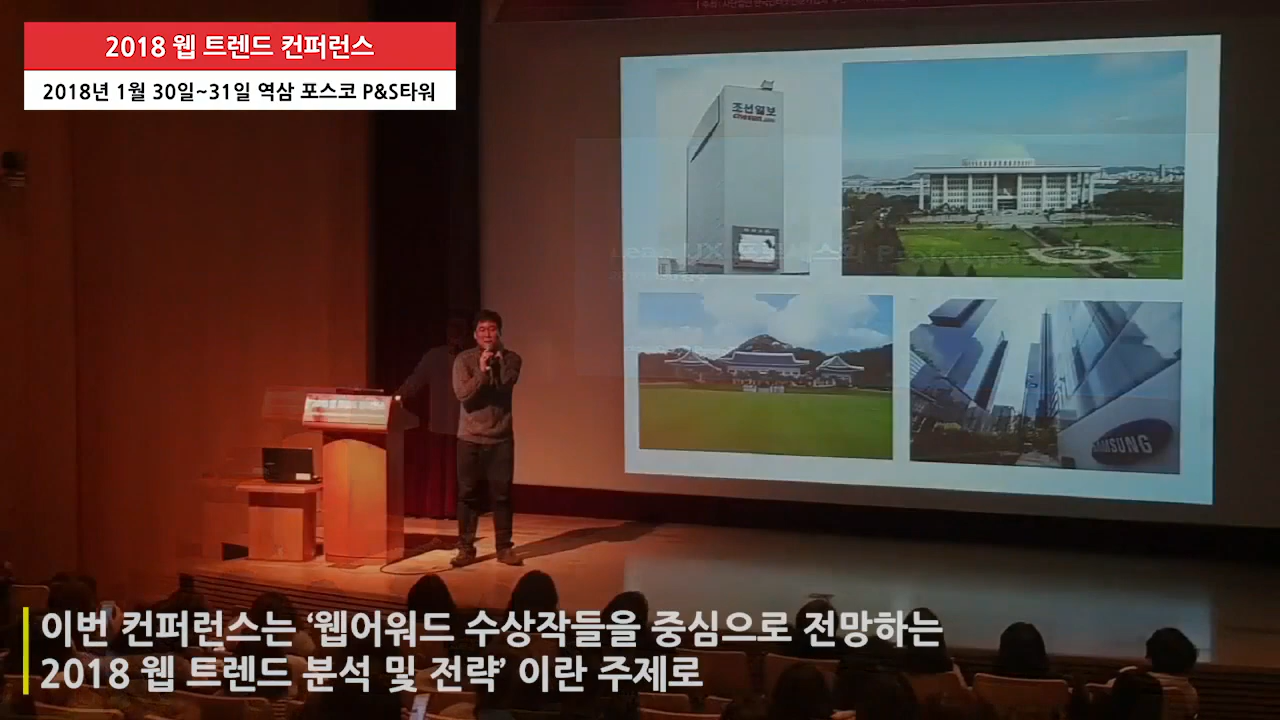 2018 웹 트렌드 컨퍼런스
2018년 1월 30일~31일 역삼 포스코 P&S타워
조선일보
SAMSUNG
이번 컨퍼런스는 ‘웹어워드 수상작들을 중심으로 전망하는
2018 웹 트렌드 분석 및 전략’ 이란 주제로